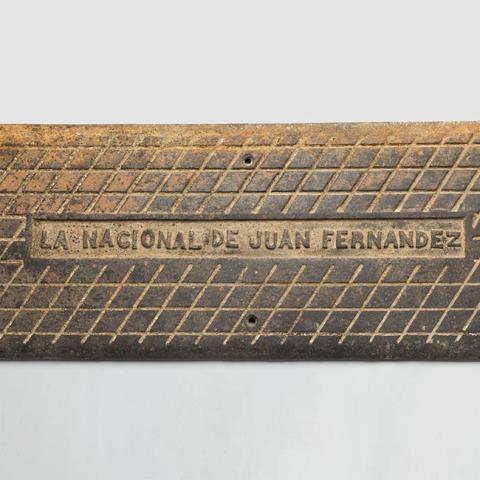 LA NACIONAL DE JUAN FERNANDEZ